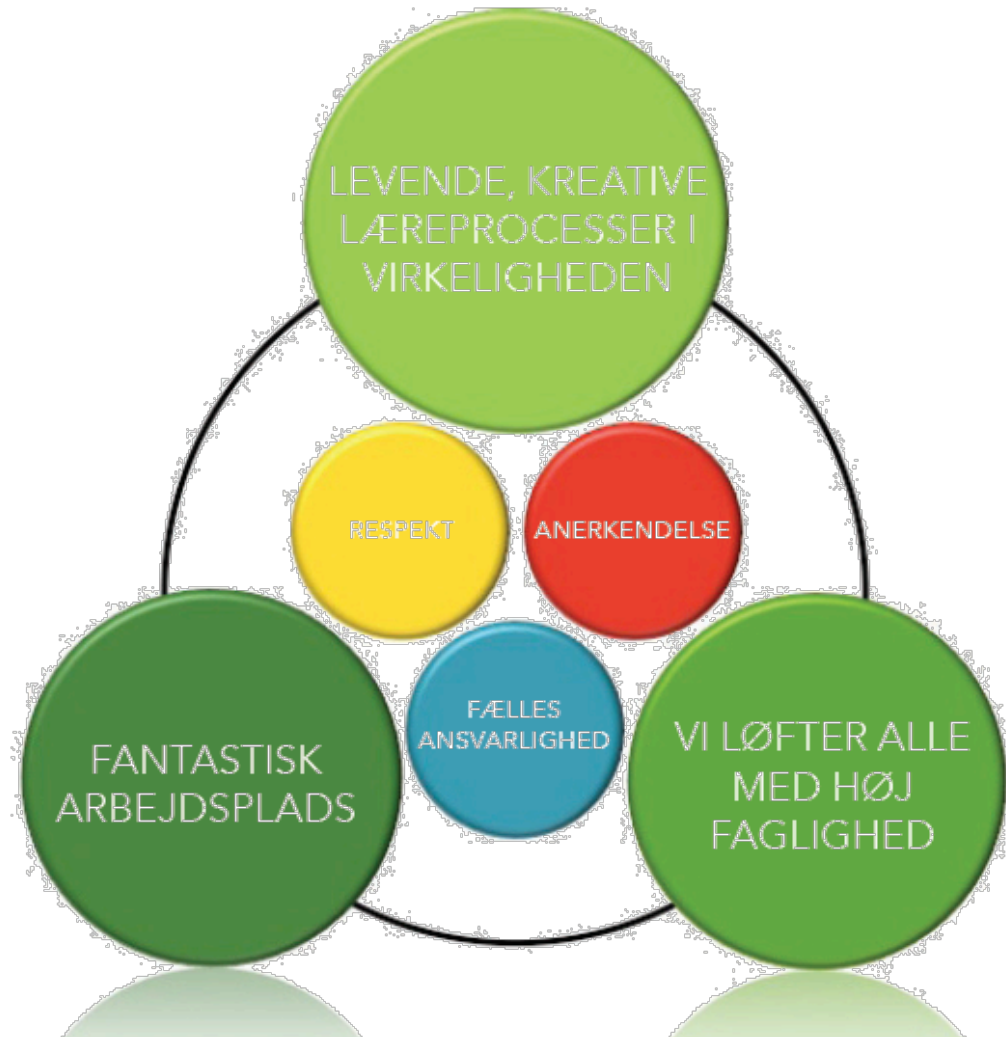 LEVENDE, KREATIVE
LÆREPROCESSER I
VIRKELIGHEDEN
RESPEKT
ANERKENDELSE
FÆLLES
ANSVARLIGHED
FANTASTISK
ARBEJDSPLADS
VI LØFTER ALLE
MED HØJ
FAGLIGHED